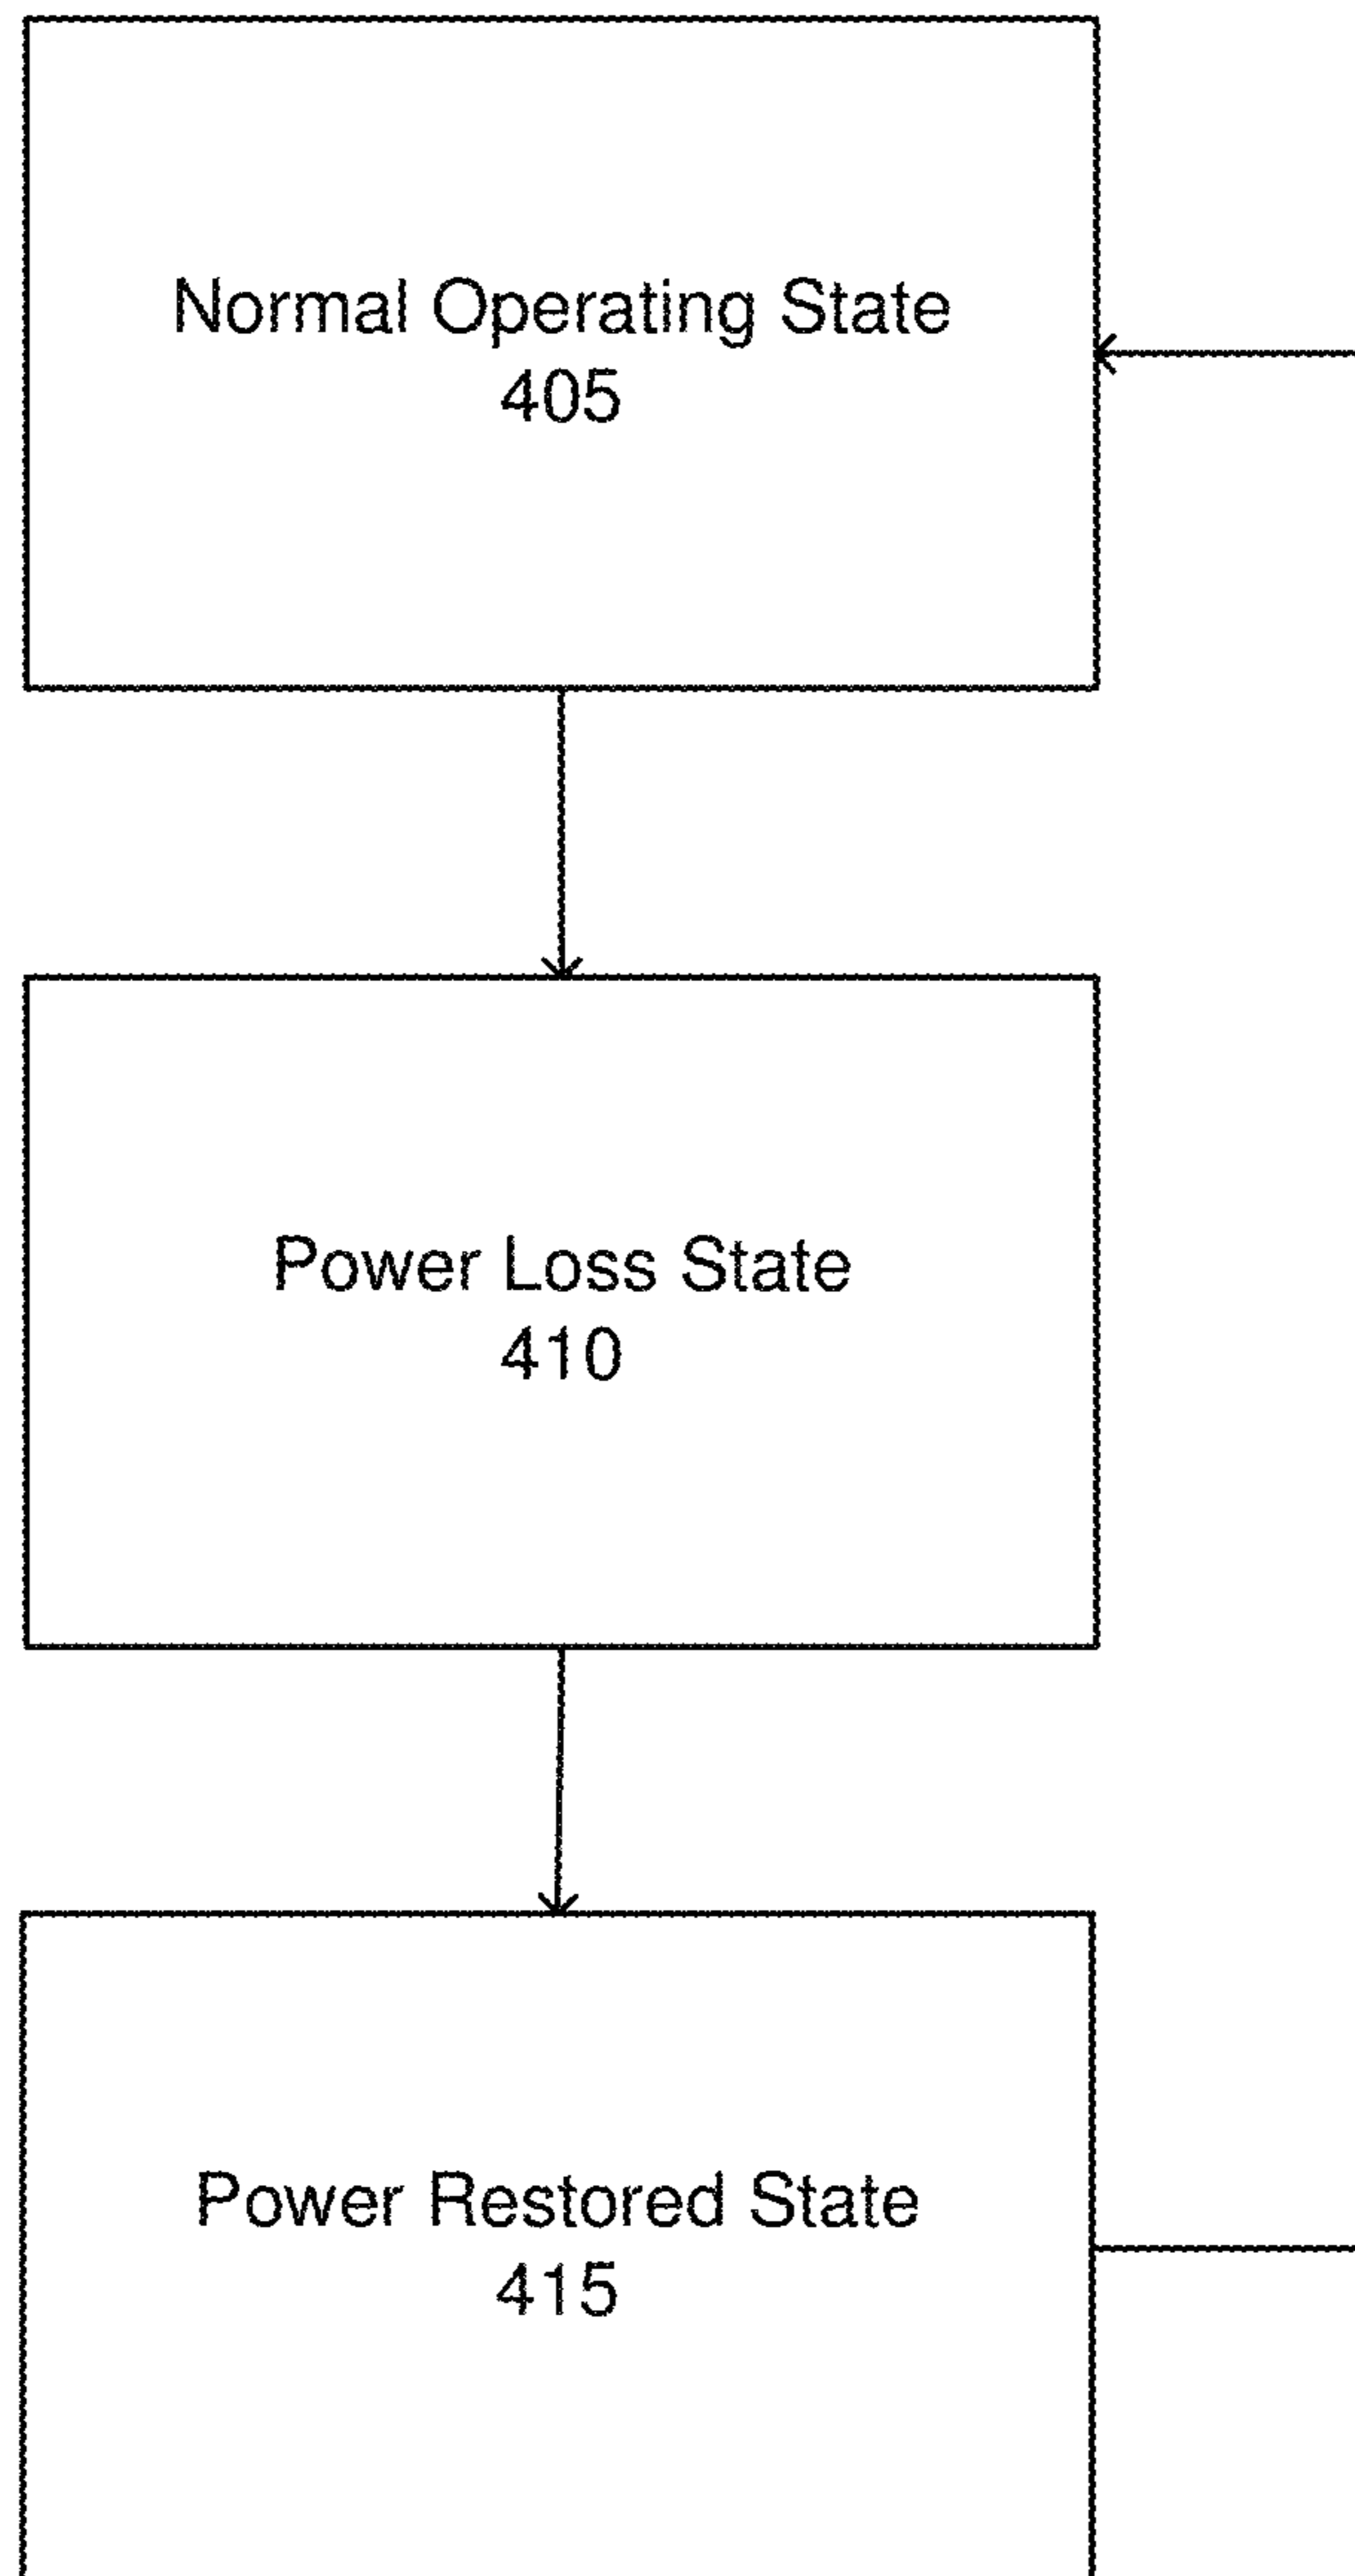 Normal Operating State
405
Power Loss State
410
Power Restored State
415